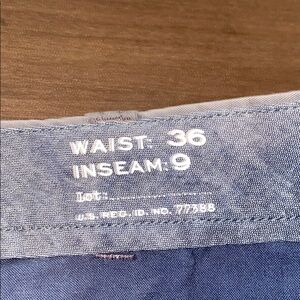 WAIST: 36
INSEAM: 9
Lot:
U.S. REG. ID. NO. 77388